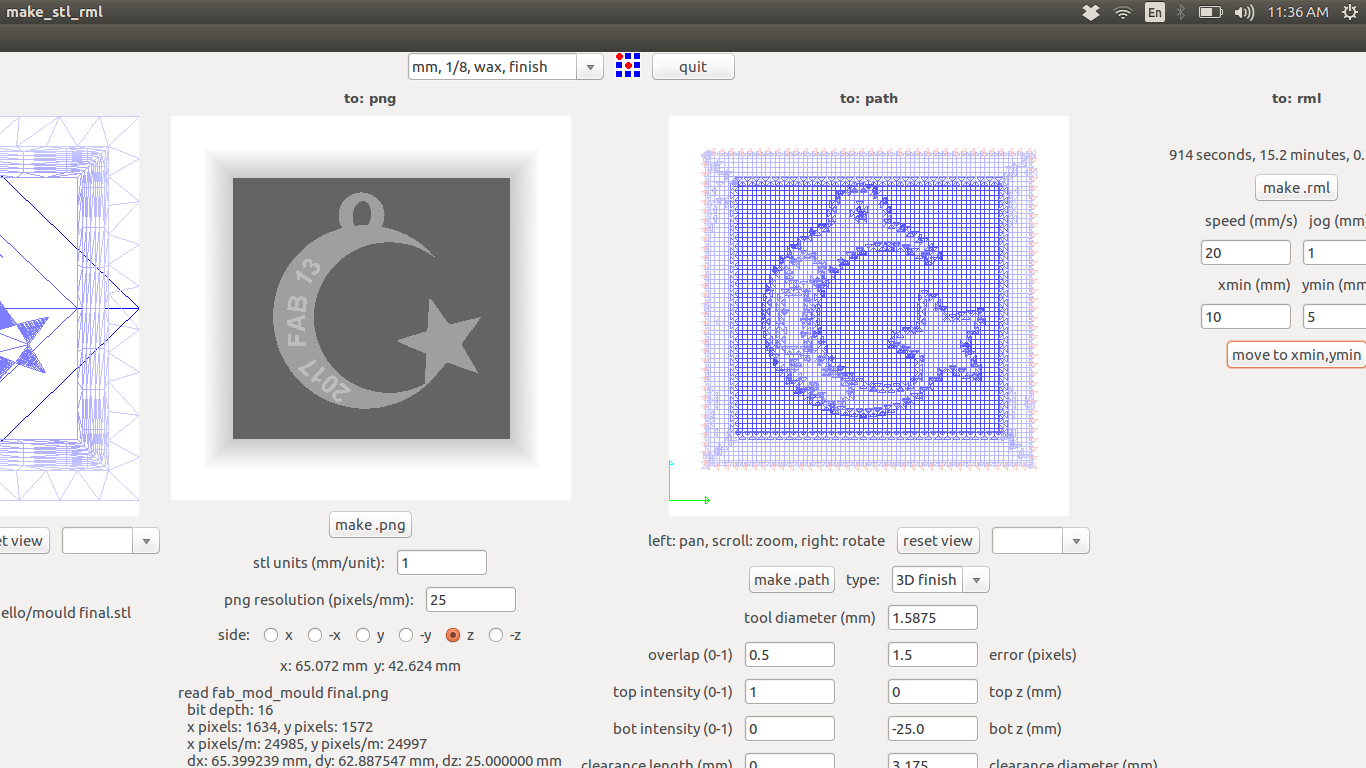 make_stl_rml
En
11:36 AM
mm, 1/8, wax, finish
quit
to: png
to: path
to: rml
FAB 13
2017
914 seconds, 15.2 minutes, 0.
make .rml
speed (mm/s) jog (mm)
20 1
xmin (mm) ymin (mm
10 5
move to xmin,ymin
et view
ello/mould final.stl
make .png
stl units (mm/unit): 1
png resolution (pixels/mm): 25
side: x -x y -y z -z
x: 65.072 mm y: 42.624 mm
read fab_mod_mould final.png
bit depth: 16
x pixels: 1634, y pixels: 1572
x pixels/m: 24985, y pixels/m: 24997
dx: 65.399239 mm, dy: 62.887547 mm, dz: 25.000000 mm
left: pan, scroll: zoom, right: rotate reset view
make .path type: 3D finish
tool diameter (mm) 1.5875
overlap (0-1) 0.5 1.5 error (pixels)
top intensity (0-1) 1 0 top z (mm)
bot intensity (0-1) 0 -25.0 bot z (mm)
clearance length (mm) 0 3.175 clearance diameter (mm)